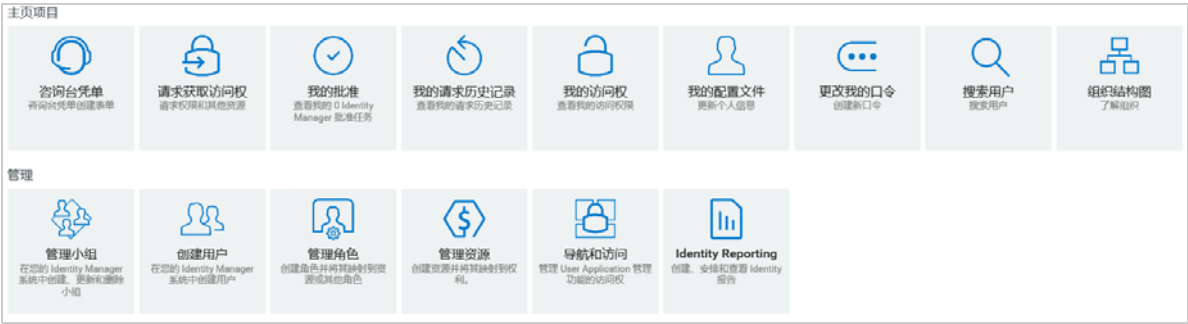 主页项目
咨询台凭单
咨询台凭单创建表单
请求获取访问权
请求权限和其他资源
我的批准
查看我的 0 Identity
Manager 批准任务
我的请求历史记录
查看我的请求历史记录
我的访问权
查看我的访问权限
我的配置文件
更新个人信息
更改我的口令
创建新口令
搜索用户
搜索用户
组织结构图
了解组织
管理
管理小组
在您的 Identity Manager
系统中创建、更新和删除
小组
创建用户
在您的 Identity Manager
系统中创建用户
管理角色
创建角色并将其映射到资
源或其他角色
管理资源
创建资源并将其映射到权
利。
导航和访问
管理 User Application 管理
功能的访问权
Identity Reporting
创建、安排和查看 Identity
报告